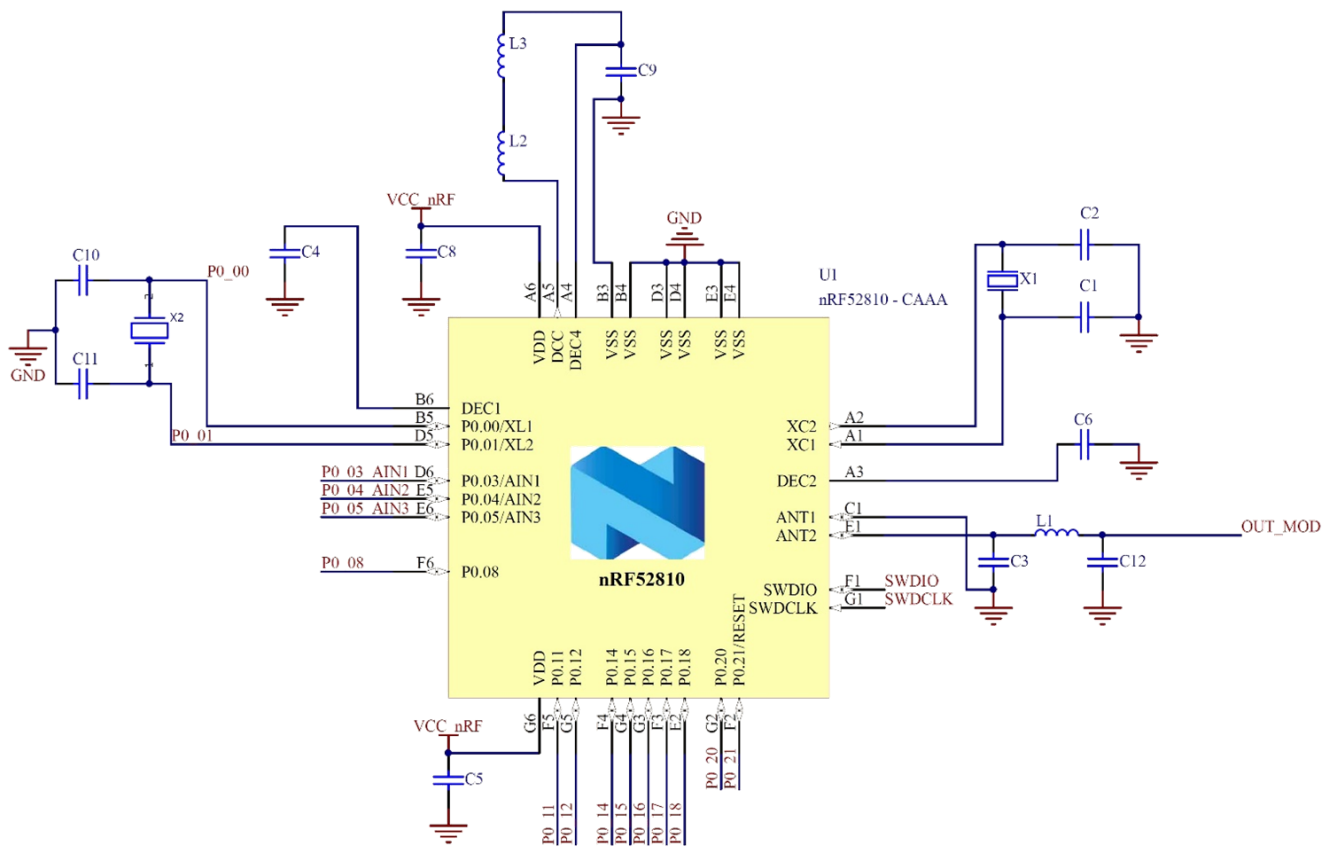 L3
C9
L2
VCC_nRF
GND
C10
P0_00
C4
C8
C2
U1
nRF52810 - CAAA
X1
C1
2
X2
1
GND
C11
A6
A5
A4
B3
B4
D3
D4
E3
E4
VDD
DCC
DEC4
VSS
VSS
VSS
VSS
VSS
VSS
B6
DEC1
B5
P0.00/XL1
P0_01
D5
P0.01/XL2
XC2
A2
XC1
A1
C6
P0_03_AIN1
D6
P0.03/AIN1
P0_04_AIN2
E5
P0.04/AIN2
P0_05_AIN3
E6
P0.05/AIN3
DEC2
A3
ANT1
C1
ANT2
E1
L1
OUT_MOD
C3
C12
P0_08
F6
P0.08
nRF52810
SWDIO
F1
SWDIO
SWDCLK
G1
SWDCLK
VDD
P0.11
P0.12
P0.14
P0.15
P0.16
P0.17
P0.18
P0.20
P0.21/RESET
VCC_nRF
G6
F5
G5
F4
G4
G3
F3
E2
G2
F2
C5
P0_11
P0_12
P0_14
P0_15
P0_16
P0_17
P0_18
P0_20
P0_21